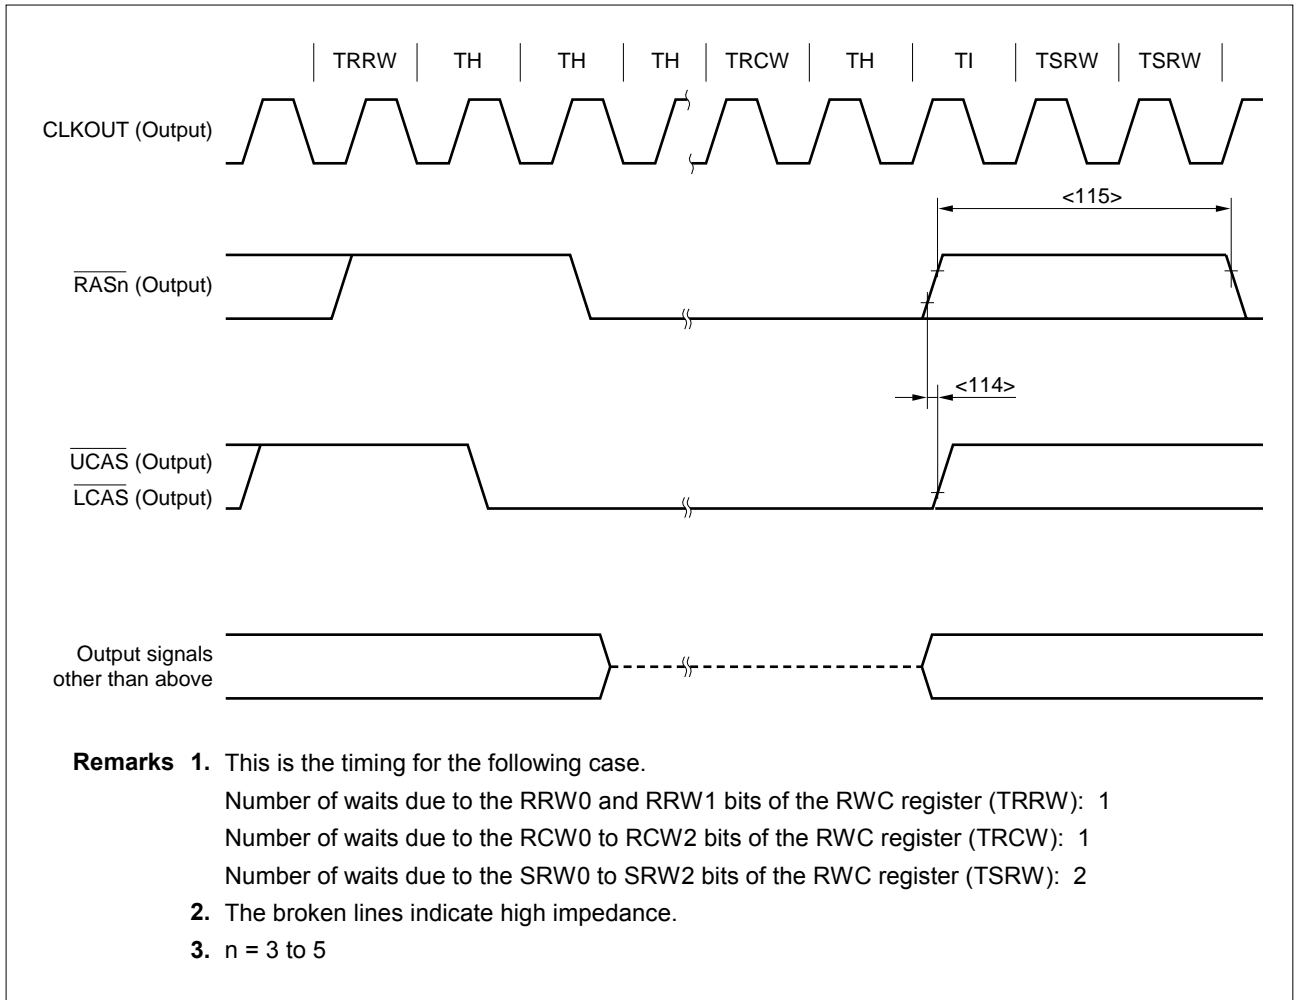 TRRW TH TH TH TRCW TH TI TSRW TSRW
CLKOUT (Output)
<115>
RASn (Output)
<114>
UCAS (Output)
LCAS (Output)
Output signals
other than above
Remarks 1. This is the timing for the following case.
Number of waits due to the RRW0 and RRW1 bits of the RWC register (TRRW): 1
Number of waits due to the RCW0 to RCW2 bits of the RWC register (TRCW): 1
Number of waits due to the SRW0 to SRW2 bits of the RWC register (TSRW): 2
2. The broken lines indicate high impedance.
3. n = 3 to 5